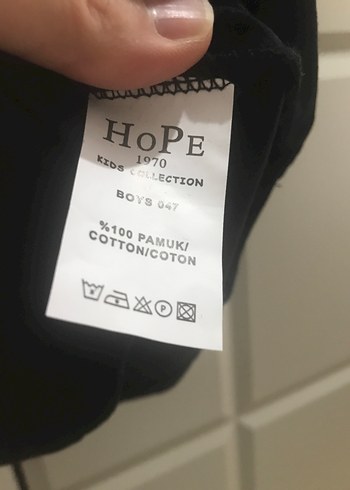 HOPE
1970
KIDS COLLECTION
BOYS 047
%100 PAMUK/
COTTON/COTON
P